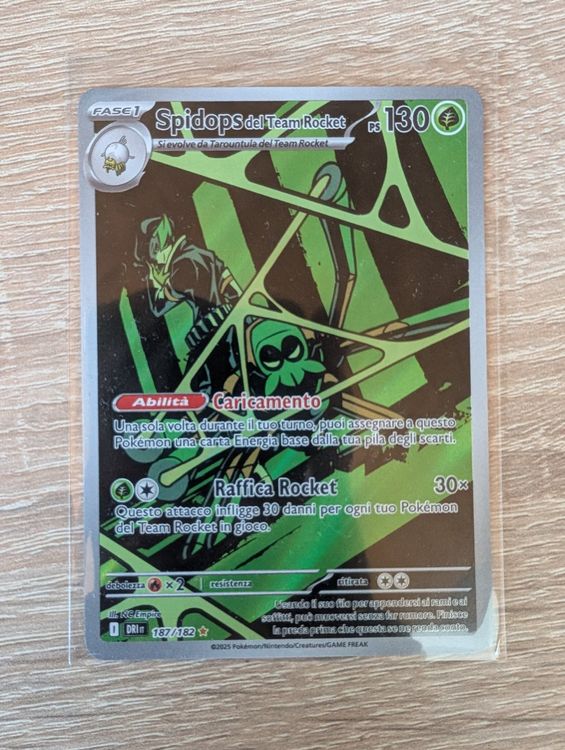 FASE 1
Spidops del Team Rocket PS 130
Si evolve da Tarountula del Team Rocket
Abilità Caricamento
Una sola volta durante il tuo turno, puoi assegnare a questo
Pokémon una carta Energia base dalla tua pila degli scarti.
Raffica Rocket 30×
Questo attacco infligge 30 danni per ogni tuo Pokémon
del Team Rocket in gioco.
debolezza ×2 resistenza ritirata
Ill. NC Empire
Usando il suo filo per appendersi ai rami e ai
soffitti, può muoversi senza far rumore. Finisce
la preda prima che questa se ne renda conto.
I DRI IT 187/182
©2025 Pokémon/Nintendo/Creatures/GAME FREAK